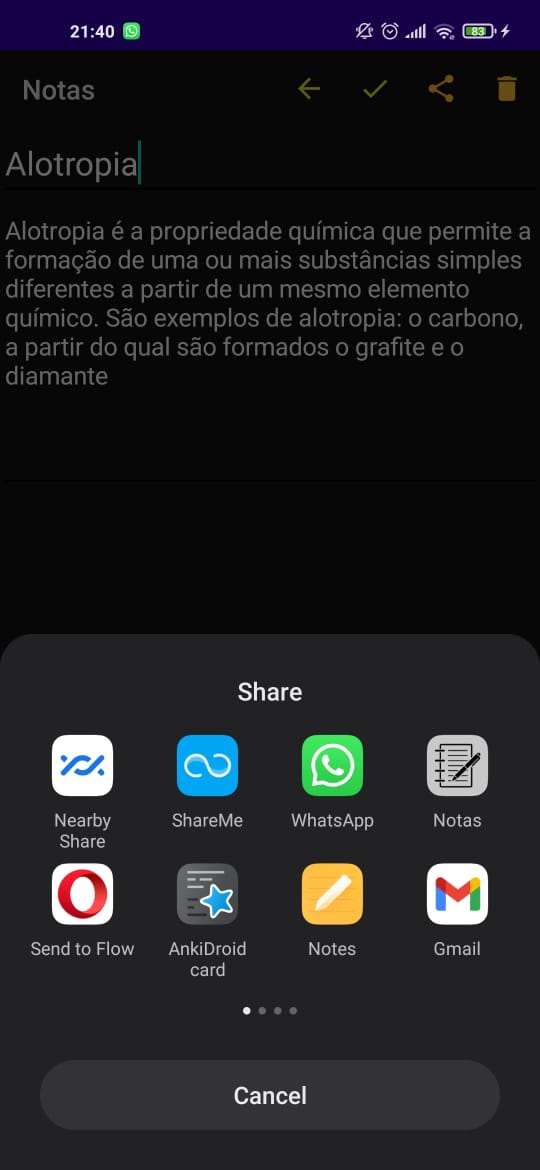 21:40
83
Notas
Alotropia
Alotropia é a propriedade química que permite a
formação de uma ou mais substâncias simples
diferentes a partir de um mesmo elemento
químico. São exemplos de alotropia: o carbono,
a partir do qual são formados o grafite e o
diamante
Share
Nearby
Share
ShareMe
WhatsApp
Notas
Send to Flow
AnkiDroid
card
Notes
Gmail
Cancel